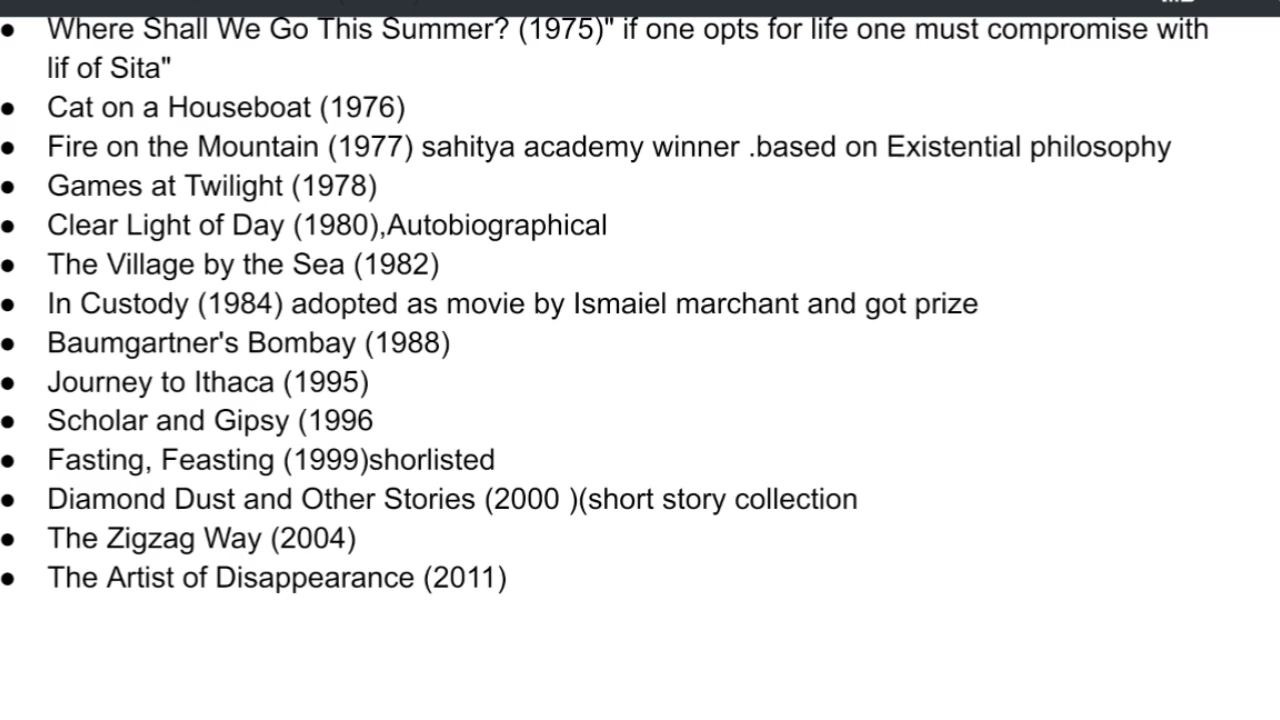 ● Where Shall We Go This Summer? (1975)" if one opts for life one must compromise with
lif of Sita"
● Cat on a Houseboat (1976)
● Fire on the Mountain (1977) sahitya academy winner .based on Existential philosophy
● Games at Twilight (1978)
● Clear Light of Day (1980),Autobiographical
● The Village by the Sea (1982)
● In Custody (1984) adopted as movie by Ismaiel marchant and got prize
● Baumgartner's Bombay (1988)
● Journey to Ithaca (1995)
● Scholar and Gipsy (1996
● Fasting, Feasting (1999)shorlisted
● Diamond Dust and Other Stories (2000 )(short story collection
● The Zigzag Way (2004)
● The Artist of Disappearance (2011)